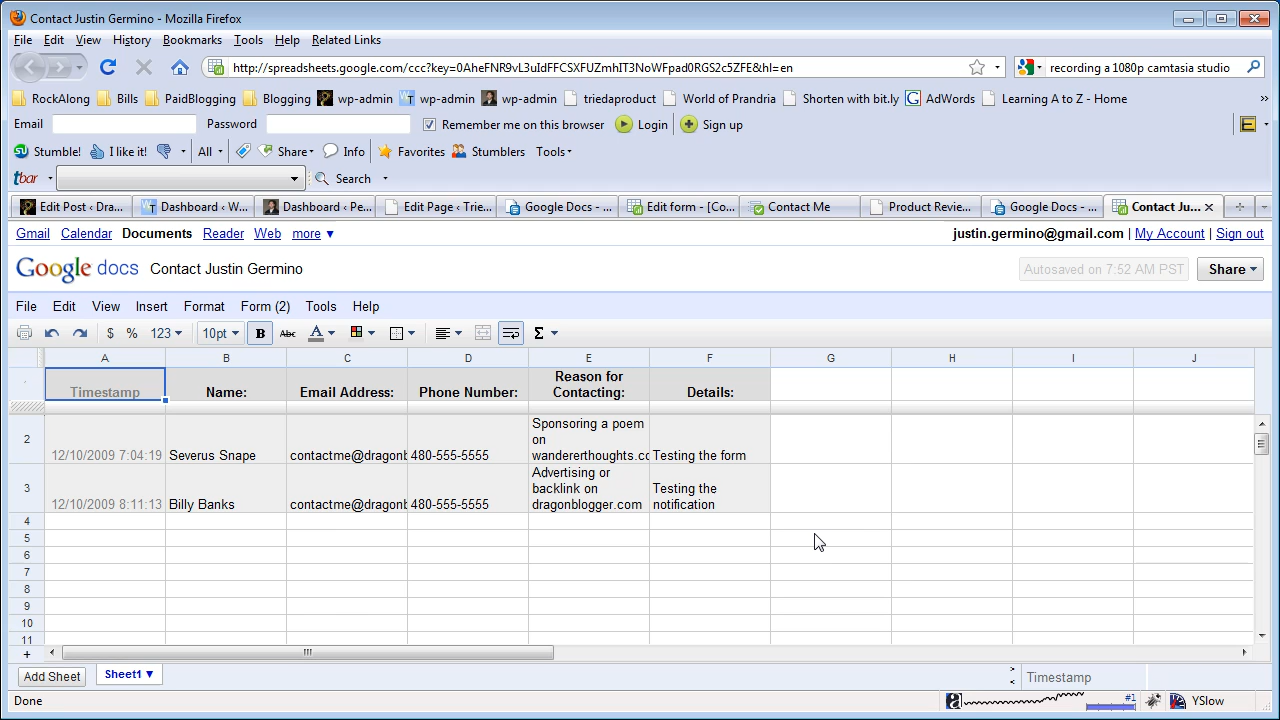 Contact Justin Germino - Mozilla Firefox
File Edit View History Bookmarks Tools Help Related Links
http://spreadsheets.google.com/ccc?key=0AheFNR9vL3uIdFFCSXFUZmhIT3NoWFpad0RGS2c5ZFE&hl=en recording a 1080p camtasia studio
RockAlong Bills PaidBlogging Blogging wp-admin wp-admin wp-admin triedaproduct World of Prandria Shorten with bit.ly AdWords Learning A to Z - Home »
Email Password Remember me on this browser Login Sign up
Stumble! I like it! All Share Info Favorites Stumblers Tools
tbar Search
Edit Post ‹ Dra... Dashboard ‹ W... Dashboard ‹ Pe... Edit Page ‹ Trie... Google Docs - ... Edit form - [Co... Contact Me Product Revie... Google Docs - ... Contact Ju...
Gmail Calendar Documents Reader Web more ▼ justin.germino@gmail.com | My Account | Sign out
Google docs Contact Justin Germino Autosaved on 7:52 AM PST Share
File Edit View Insert Format Form (2) Tools Help
$ % 123 10pt B Abc A Σ
A B C D E F G H I J
Timestamp Name: Email Address: Phone Number: Reason for Contacting: Details:
2 12/10/2009 7:04:19 Severus Snape contactme@dragonb 480-555-5555 Sponsoring a poem on wandererthoughts.co Testing the form
3 12/10/2009 8:11:13 Billy Banks contactme@dragonb 480-555-5555 Advertising or backlink on dragonblogger.com Testing the notification
4
5
6
7
8
9
10
11
+
Add Sheet Sheet1 ▼ > < Timestamp
Done #1 YSlow